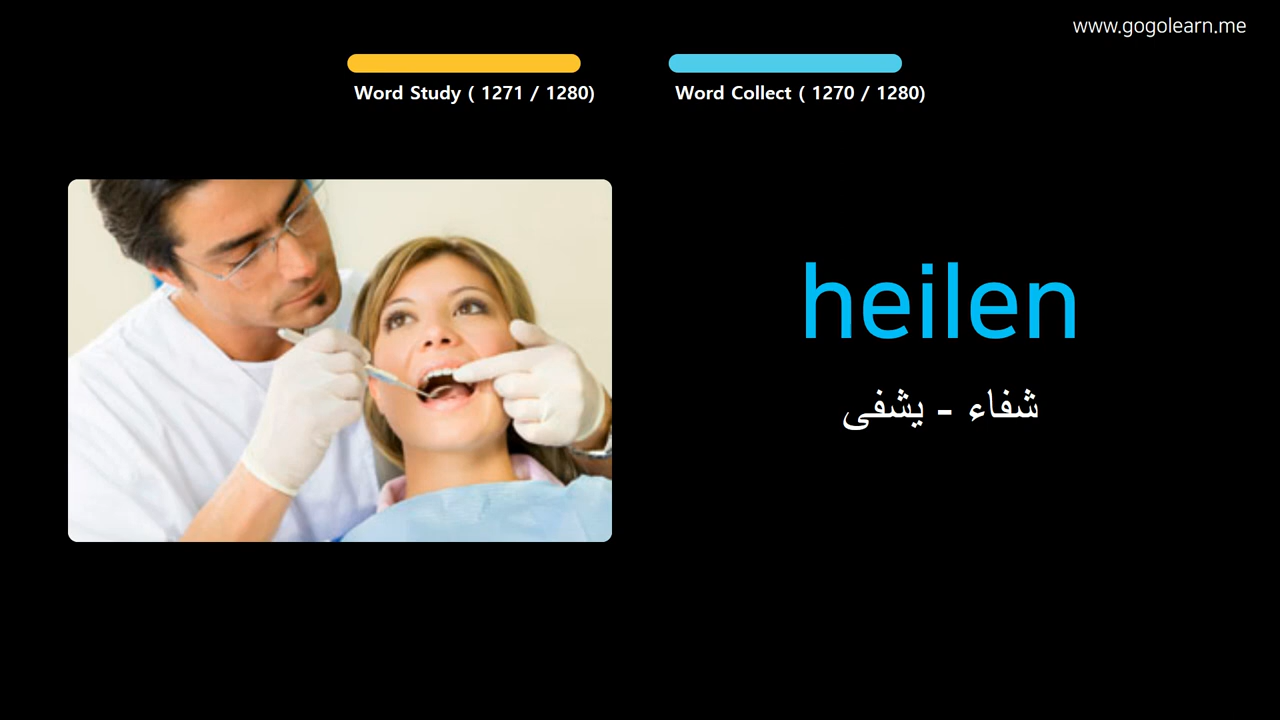 www.gogolearn.me
Word Study ( 1271 / 1280)
Word Collect ( 1270 / 1280)
heilen
شفاء - يشفى